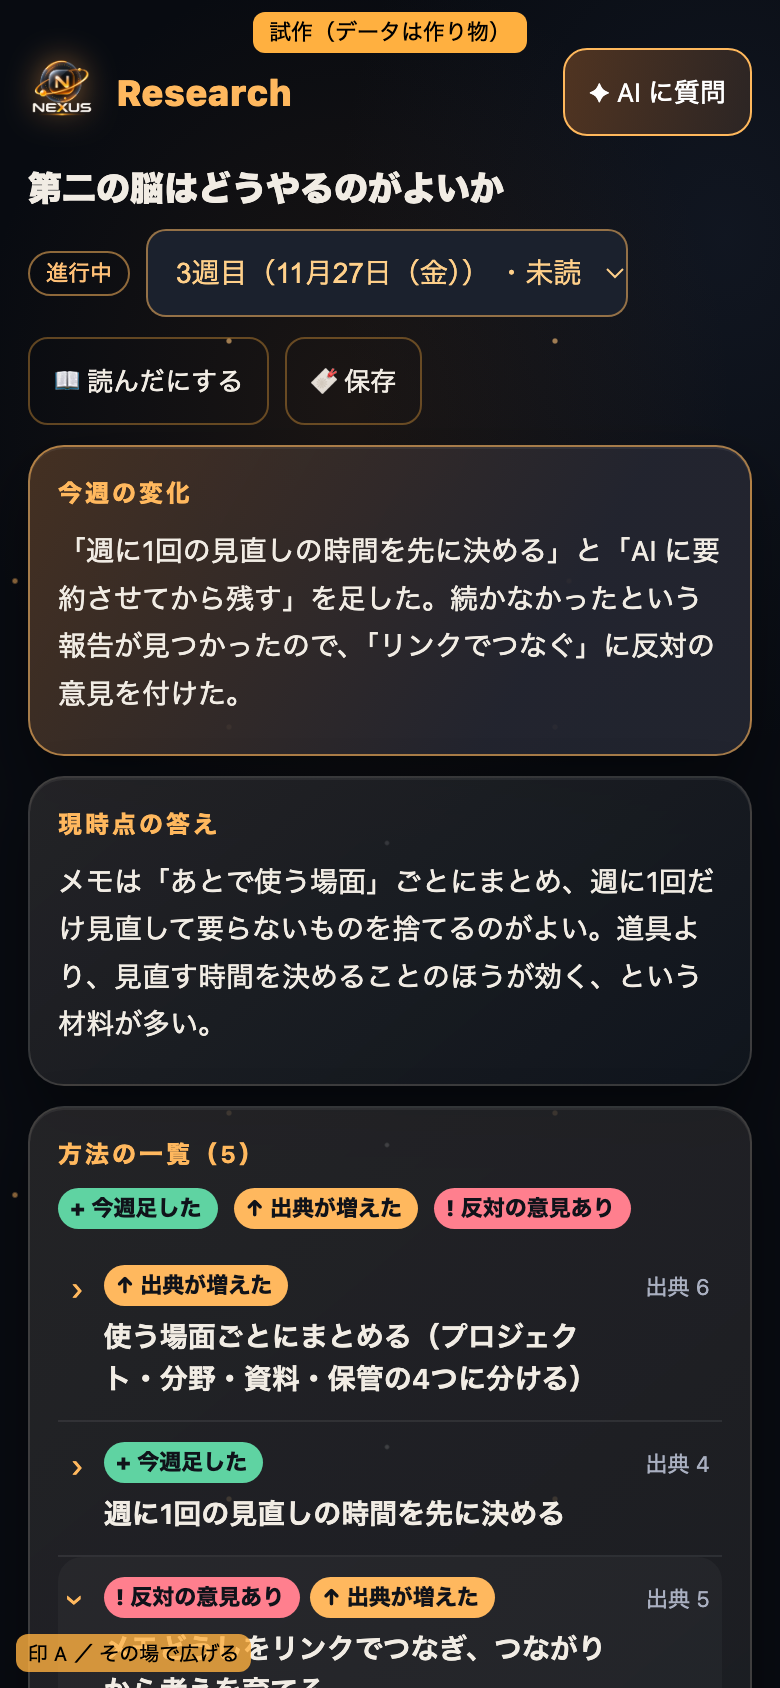 試作（データは作り物）
NEXUS
Research
✦ AI に質問
第二の脳はどうやるのがよいか
進行中
3週目（11月27日（金））・未読
📖 読んだにする
🔖 保存
今週の変化
「週に1回の見直しの時間を先に決める」と「AI に要
約させてから残す」を足した。続かなかったという
報告が見つかったので、「リンクでつなぐ」に反対の
意見を付けた。
現時点の答え
メモは「あとで使う場面」ごとにまとめ、週に1回だ
け見直して要らないものを捨てるのがよい。道具よ
り、見直す時間を決めることのほうが効く、という
材料が多い。
方法の一覧（5）
+ 今週足した
↑ 出典が増えた
! 反対の意見あり
↑ 出典が増えた
出典 6
使う場面ごとにまとめる（プロジェク
ト・分野・資料・保管の4つに分ける）
+ 今週足した
出典 4
週に1回の見直しの時間を先に決める
! 反対の意見あり
↑ 出典が増えた
出典 5
をリンクでつなぎ、つながり
から考えを育てる
印 A ／ その場で広げる